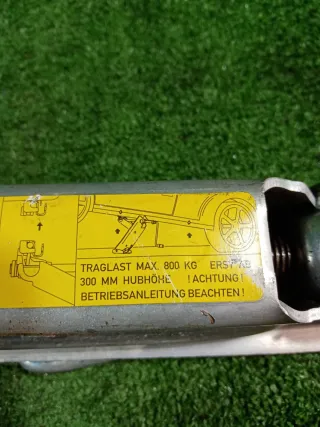 TRAGLAST MAX. 800 KG
300 MM HUBHÖHE ! ACHTUNG !
BETRIEBSANLEITUNG BEACHTEN !